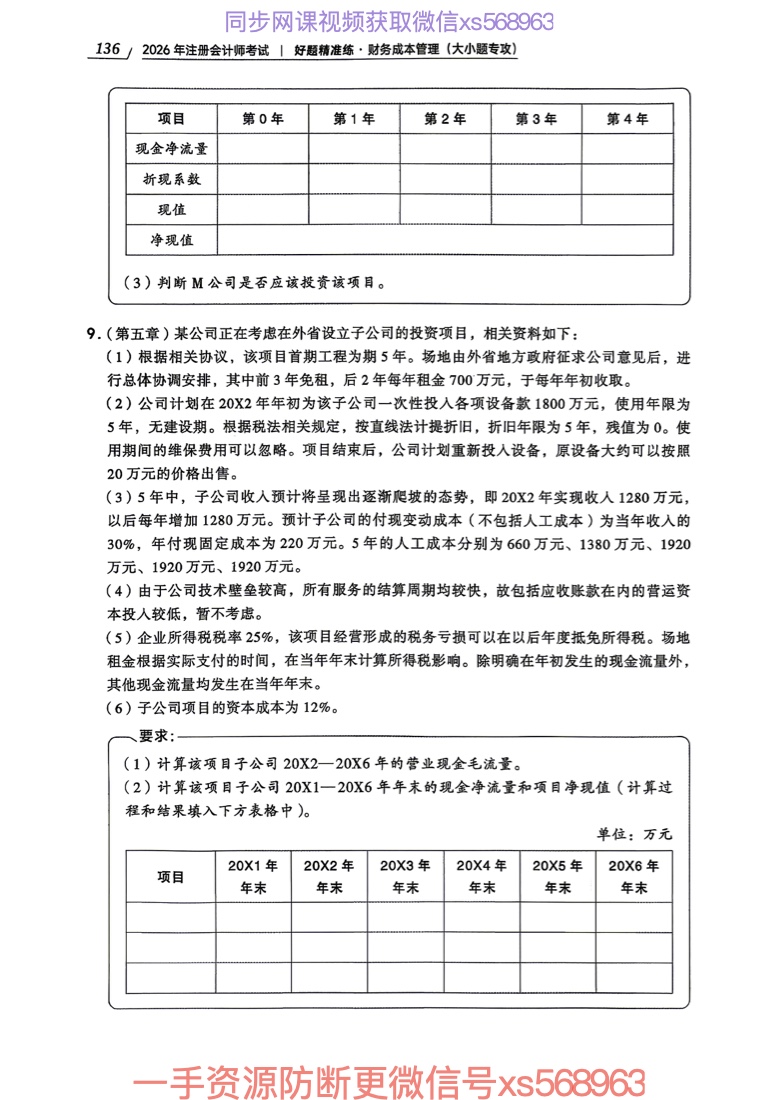 同步网课视频获取微信xs568963
136 / 2026年注册会计师考试 | 好题精准练·财务成本管理（大小题专攻）
项目 第0年 第1年 第2年 第3年 第4年
现金净流量
折现系数
现值
净现值
（3）判断M公司是否应该投资该项目。
9.（第五章）某公司正在考虑在外省设立子公司的投资项目，相关资料如下：
（1）根据相关协议，该项目首期工程为期5年。场地由外省地方政府征求公司意见后，进
行总体协调安排，其中前3年免租，后2年每年租金700万元，于每年年初收取。
（2）公司计划在20X2年年初为该子公司一次性投入各项设备款1800万元，使用年限为
5年，无建设期。根据税法相关规定，按直线法计提折旧，折旧年限为5年，残值为0。使
用期间的维保费用可以忽略。项目结束后，公司计划重新投入设备，原设备大约可以按照
20万元的价格出售。
（3）5年中，子公司收入预计将呈现出逐渐爬坡的态势，即20X2年实现收入1280万元，
以后每年增加1280万元。预计子公司的付现变动成本（不包括人工成本）为当年收入的
30%，年付现固定成本为220万元。5年的人工成本分别为660万元、1380万元、1920
万元、1920万元、1920万元。
（4）由于公司技术壁垒较高，所有服务的结算周期均较快，故包括应收账款在内的营运资
本投入较低，暂不考虑。
（5）企业所得税税率25%，该项目经营形成的税务亏损可以在以后年度抵免所得税。场地
租金根据实际支付的时间，在当年年末计算所得税影响。除明确在年初发生的现金流量外，
其他现金流量均发生在当年年末。
（6）子公司项目的资本成本为12%。
要求：
（1）计算该项目子公司20X2—20X6年的营业现金毛流量。
（2）计算该项目子公司20X1—20X6年年末的现金净流量和项目净现值（计算过
程和结果填入下方表格中）。
单位：万元
项目 20X1年年末 20X2年年末 20X3年年末 20X4年年末 20X5年年末 20X6年年末
一手资源防断更微信号xs568963